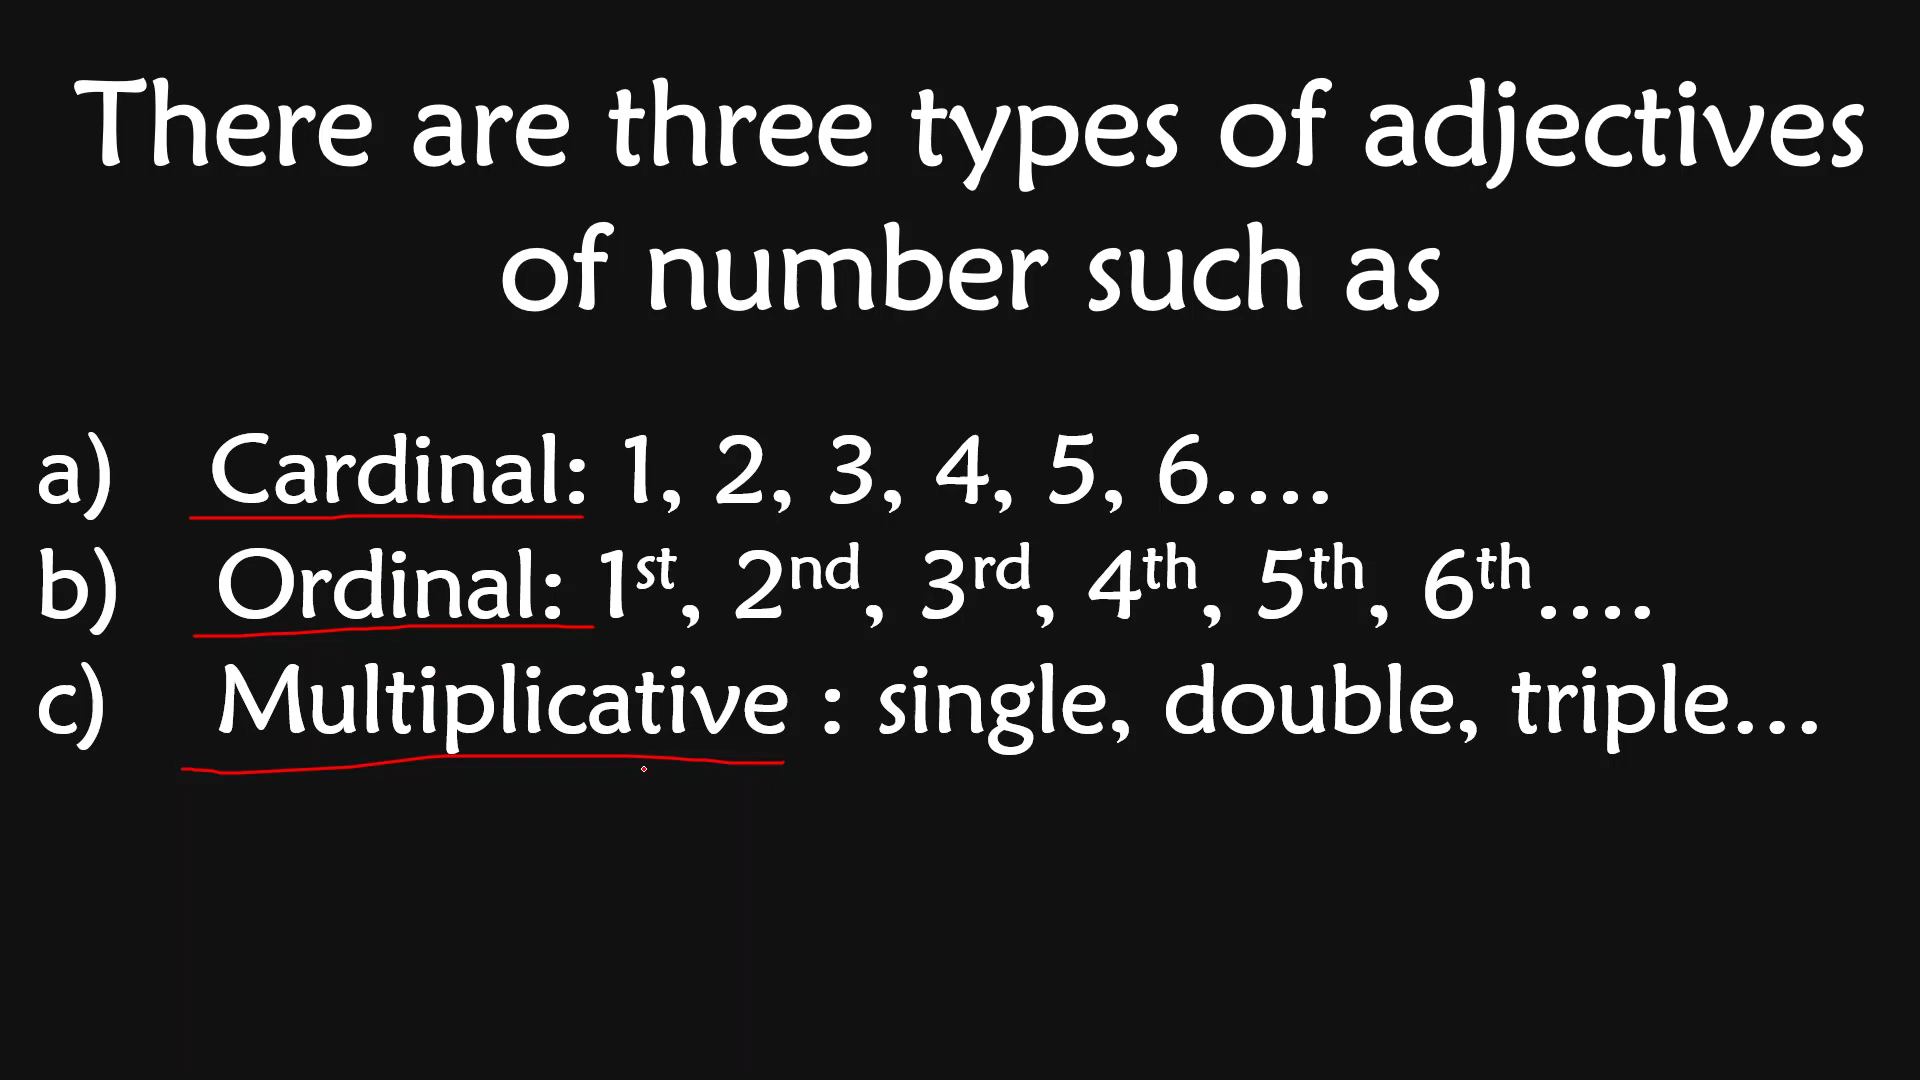 There are three types of adjectives
of number such as
a) Cardinal: 1, 2, 3, 4, 5, 6....
b) Ordinal: 1st, 2nd, 3rd, 4th, 5th, 6th....
c) Multiplicative : single, double, triple...